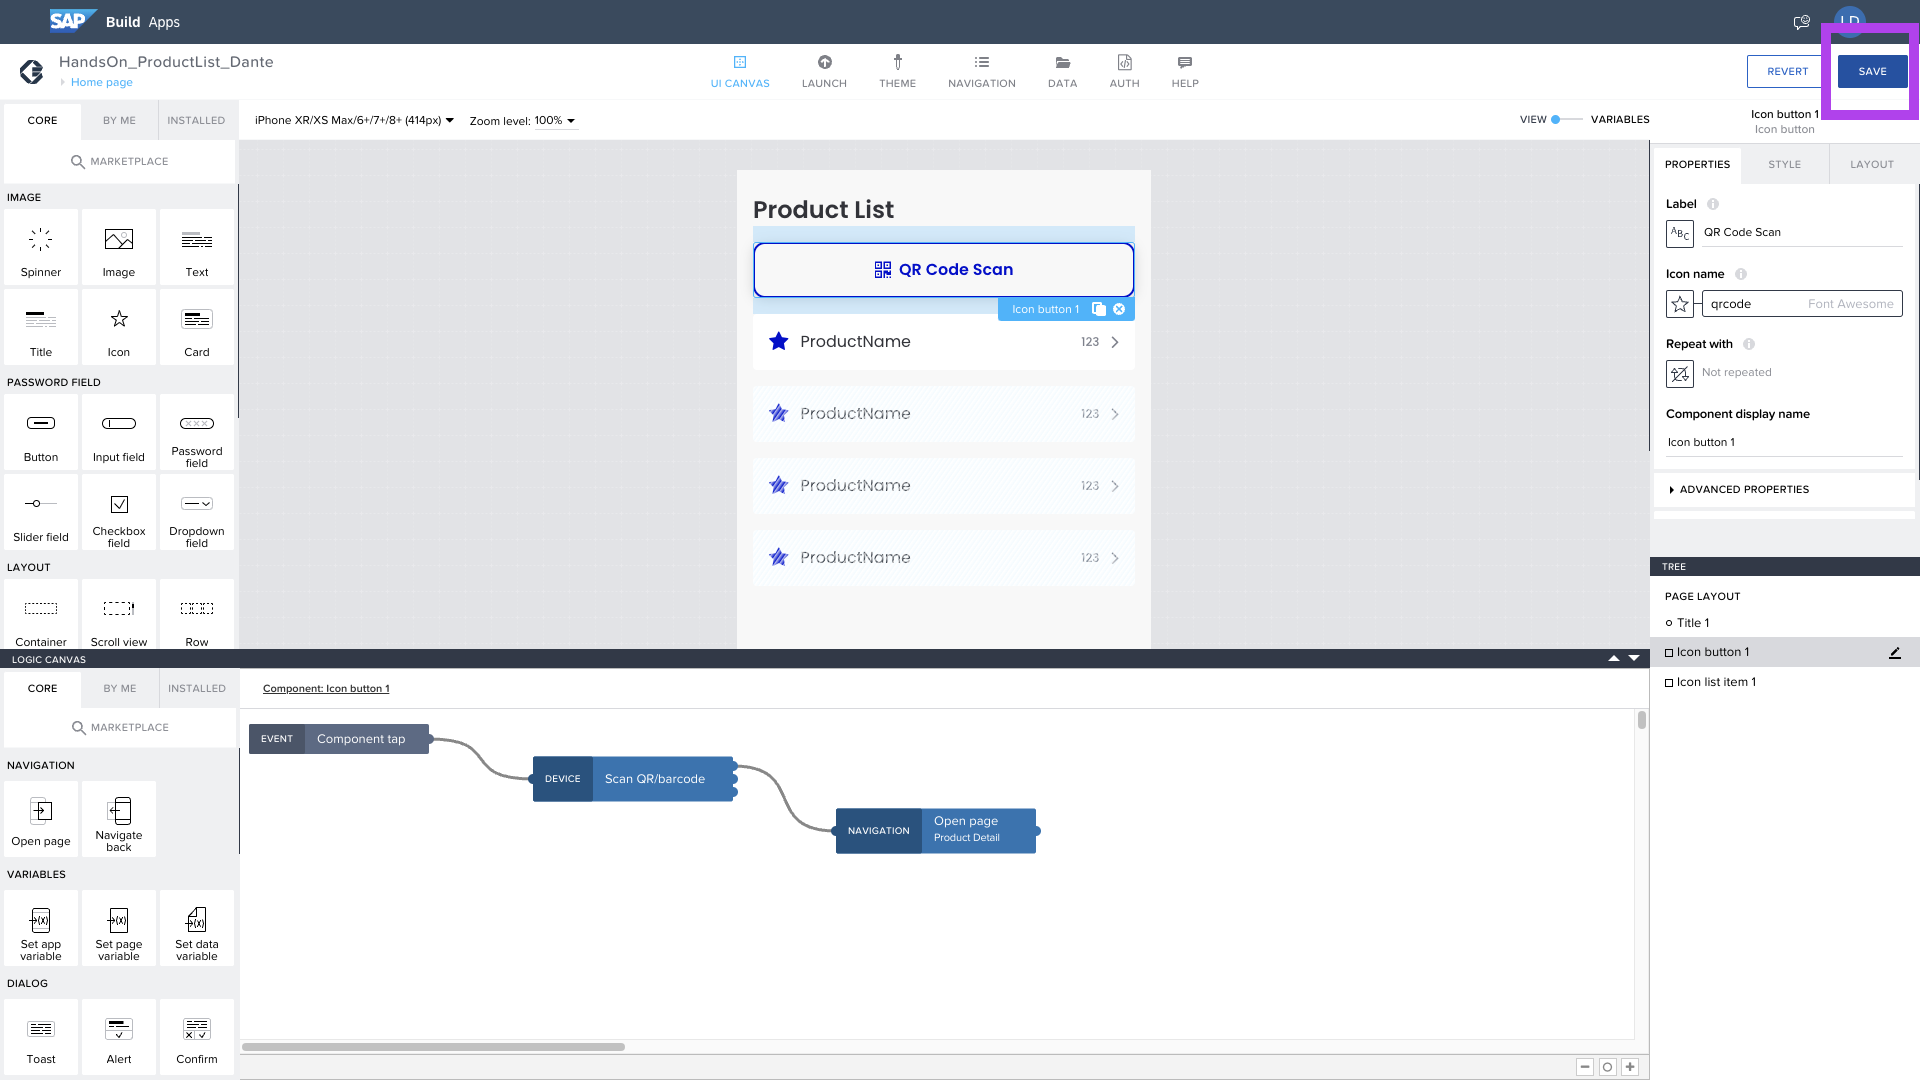 SAP Build Apps
LD
HandsOn_ProductList_Dante
Home page
UI CANVAS
LAUNCH
THEME
NAVIGATION
DATA
AUTH
HELP
REVERT
SAVE
CORE
BY ME
INSTALLED
iPhone XR/XS Max/6+/7+/8+ (414px)
Zoom level: 100%
VIEW
VARIABLES
Icon button 1
Icon button
MARKETPLACE
PROPERTIES
STYLE
LAYOUT
IMAGE
Spinner
Image
Text
Title
Icon
Card
PASSWORD FIELD
Button
Input field
Password
field
Slider field
Checkbox
field
Dropdown
field
LAYOUT
Container
Scroll view
Row
Product List
QR Code Scan
Icon button 1
ProductName
123
ProductName
123
ProductName
123
ProductName
123
Label
ABC
QR Code Scan
Icon name
qrcode
Font Awesome
Repeat with
Not repeated
Component display name
Icon button 1
ADVANCED PROPERTIES
TREE
PAGE LAYOUT
Title 1
Icon button 1
Icon list item 1
LOGIC CANVAS
CORE
BY ME
INSTALLED
Component: Icon button 1
MARKETPLACE
EVENT
Component tap
DEVICE
Scan QR/barcode
NAVIGATION
Open page
Product Detail
NAVIGATION
Open page
Navigate
back
VARIABLES
(x)
(x)
(x)
Set app
variable
Set page
variable
Set data
variable
DIALOG
Toast
Alert
Confirm